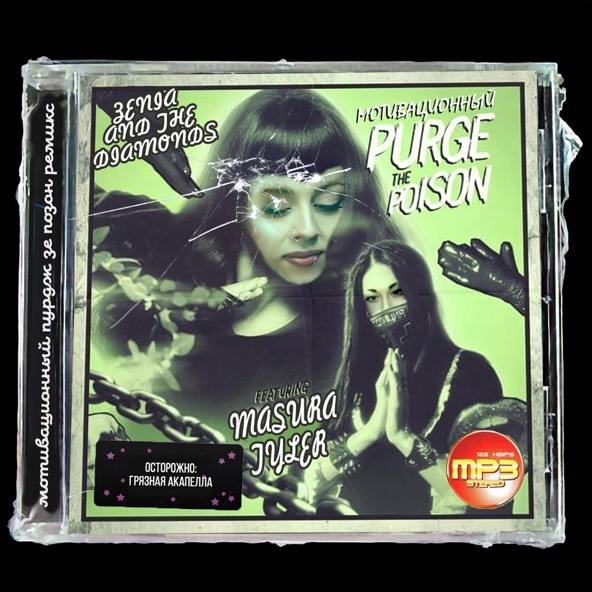 мотивационный пурдж зе позон ремикс
ZENIA
AND THE
DIAMONDS
МОТИВАЦИОННЫЙ
PURGE
THE
POISON
FEATURING
MASURA
TYLER
ОСТОРОЖНО:
ГРЯЗНАЯ АКАПЕЛЛА
128 KBPS
MP3
STEREO